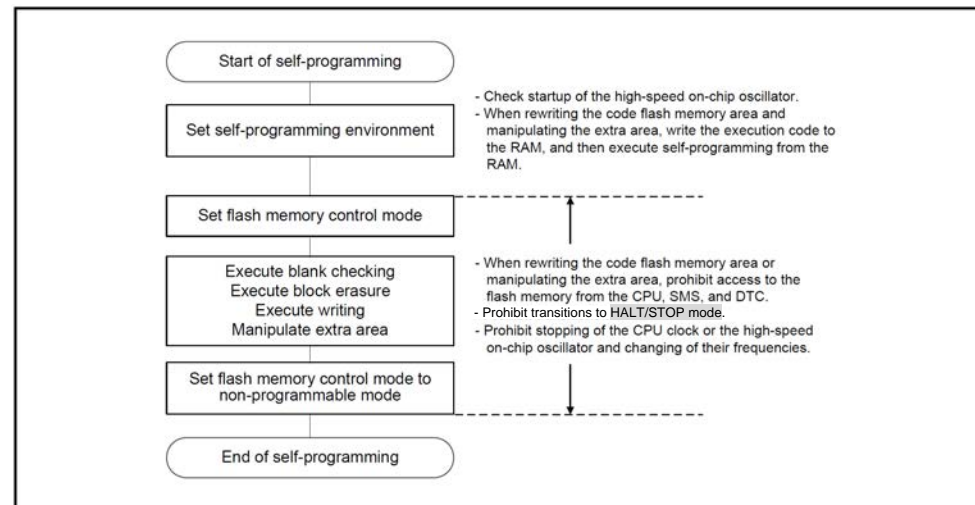 Start of self-programming
Set self-programming environment
- Check startup of the high-speed on-chip oscillator.
- When rewriting the code flash memory area and
manipulating the extra area, write the execution code to
the RAM, and then execute self-programming from the
RAM.
Set flash memory control mode
Execute blank checking
Execute block erasure
Execute writing
Manipulate extra area
- When rewriting the code flash memory area or
manipulating the extra area, prohibit access to the
flash memory from the CPU, SMS, and DTC.
- Prohibit transitions to HALT/STOP mode.
- Prohibit stopping of the CPU clock or the high-speed
on-chip oscillator and changing of their frequencies.
Set flash memory control mode to
non-programmable mode
End of self-programming